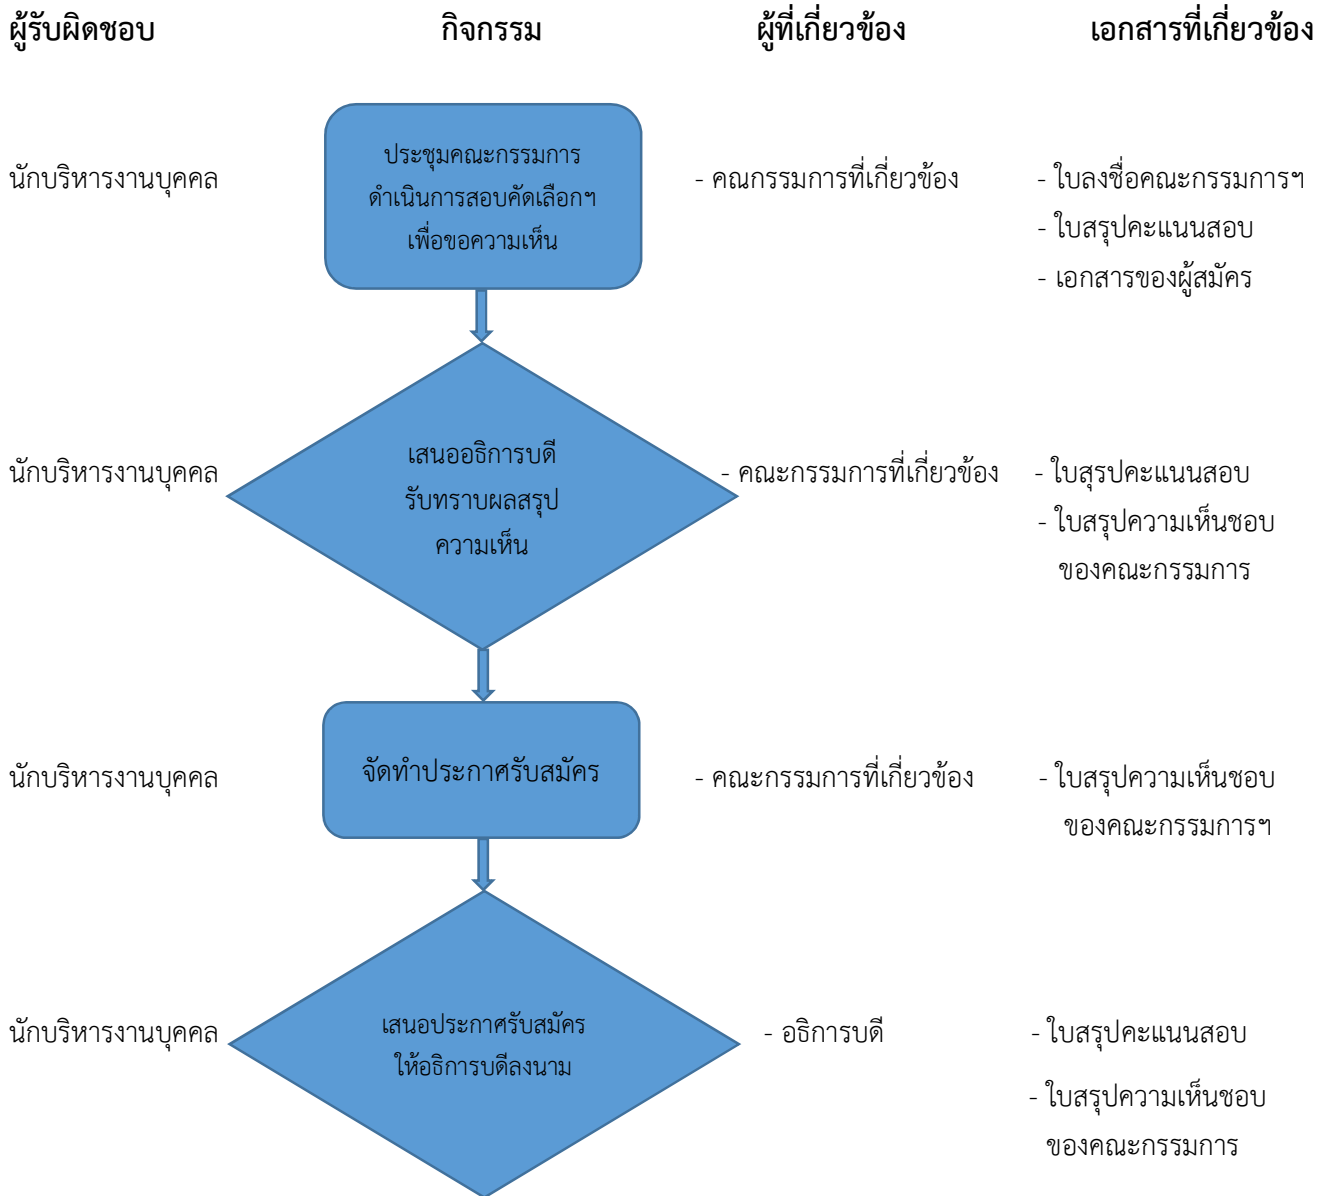 ผู้รับผิดชอบ กิจกรรม ผู้ที่เกี่ยวข้อง เอกสารที่เกี่ยวข้อง
นักบริหารงานบุคคล
ประชุมคณะกรรมการ
ดำเนินการสอบคัดเลือกฯ
เพื่อขอความเห็น
- คณกรรมการที่เกี่ยวข้อง
- ใบลงชื่อคณะกรรมการฯ
- ใบสรุปคะแนนสอบ
- เอกสารของผู้สมัคร
นักบริหารงานบุคคล
เสนออธิการบดี
รับทราบผลสรุป
ความเห็น
- คณะกรรมการที่เกี่ยวข้อง
- ใบสุรปคะแนนสอบ
- ใบสรุปความเห็นชอบ
ของคณะกรรมการ
นักบริหารงานบุคคล
จัดทำประกาศรับสมัคร
- คณะกรรมการที่เกี่ยวข้อง
- ใบสรุปความเห็นชอบ
ของคณะกรรมการฯ
นักบริหารงานบุคคล
เสนอประกาศรับสมัคร
ให้อธิการบดีลงนาม
- อธิการบดี
- ใบสรุปคะแนนสอบ
- ใบสรุปความเห็นชอบ
ของคณะกรรมการ